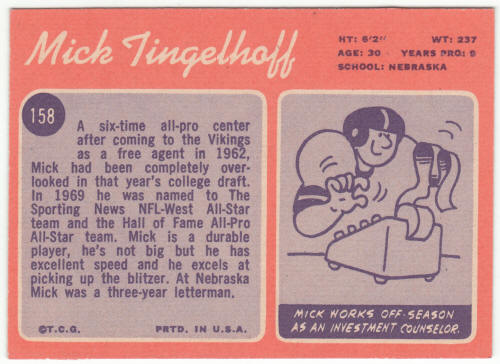 Mick Tingelhoff
HT: 6'2" WT: 237
AGE: 30 YEARS PRO: 9
SCHOOL: NEBRASKA
158
A six-time all-pro center
after coming to the Vikings
as a free agent in 1962,
Mick had been completely over-
looked in that year's college draft.
In 1969 he was named to The
Sporting News NFL-West All-Star
team and the Hall of Fame All-Pro
All-Star team. Mick is a durable
player, he's not big but he has
excellent speed and he excels at
picking up the blitzer. At Nebraska
Mick was a three-year letterman.
©T.C.G. PRTD. IN U.S.A.
MICK WORKS OFF-SEASON
AS AN INVESTMENT COUNSELOR.